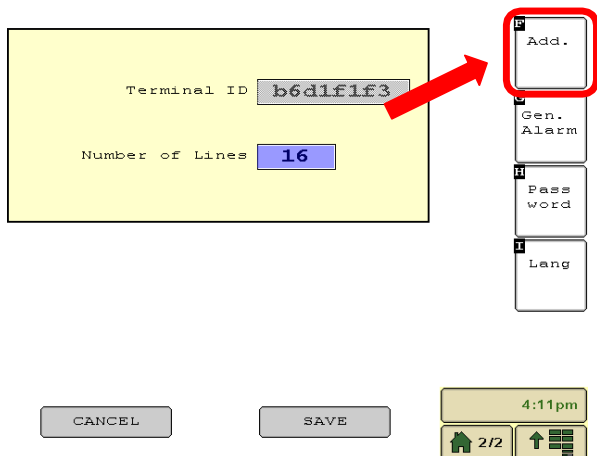 F
Add.
Terminal ID b6d1f1f3
G
Gen.
Alarm
Number of Lines 16
H
Pass
word
I
Lang
4:11pm
CANCEL
SAVE
2/2